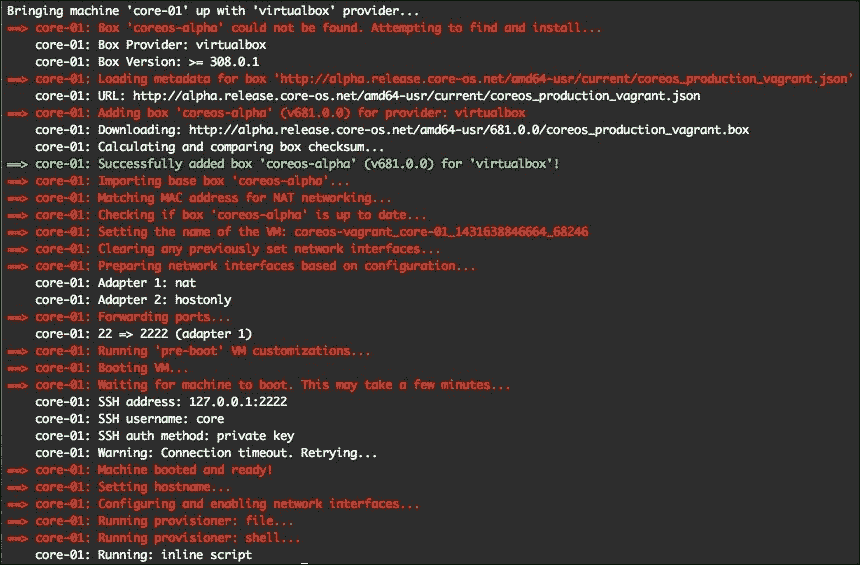 Bringing machine 'core-01' up with 'virtualbox' provider...
==> core-01: Box 'coreos-alpha' could not be found. Attempting to find and install...
core-01: Box Provider: virtualbox
core-01: Box Version: >= 308.0.1
==> core-01: Loading metadata for box 'http://alpha.release.core-os.net/amd64-usr/current/coreos_production_vagrant.json'
core-01: URL: http://alpha.release.core-os.net/amd64-usr/current/coreos_production_vagrant.json
==> core-01: Adding box 'coreos-alpha' (v681.0.0) for provider: virtualbox
core-01: Downloading: http://alpha.release.core-os.net/amd64-usr/681.0.0/coreos_production_vagrant.box
core-01: Calculating and comparing box checksum...
==> core-01: Successfully added box 'coreos-alpha' (v681.0.0) for 'virtualbox'!
==> core-01: Importing base box 'coreos-alpha'...
==> core-01: Matching MAC address for NAT networking...
==> core-01: Checking if box 'coreos-alpha' is up to date...
==> core-01: Setting the name of the VM: coreos-vagrant_core-01_1431638846664_68246
==> core-01: Clearing any previously set network interfaces...
==> core-01: Preparing network interfaces based on configuration...
core-01: Adapter 1: nat
core-01: Adapter 2: hostonly
==> core-01: Forwarding ports...
core-01: 22 => 2222 (adapter 1)
==> core-01: Running 'pre-boot' VM customizations...
==> core-01: Booting VM...
==> core-01: Waiting for machine to boot. This may take a few minutes...
core-01: SSH address: 127.0.0.1:2222
core-01: SSH username: core
core-01: SSH auth method: private key
core-01: Warning: Connection timeout. Retrying...
==> core-01: Machine booted and ready!
==> core-01: Setting hostname...
==> core-01: Configuring and enabling network interfaces...
==> core-01: Running provisioner: file...
==> core-01: Running provisioner: shell...
core-01: Running: inline script